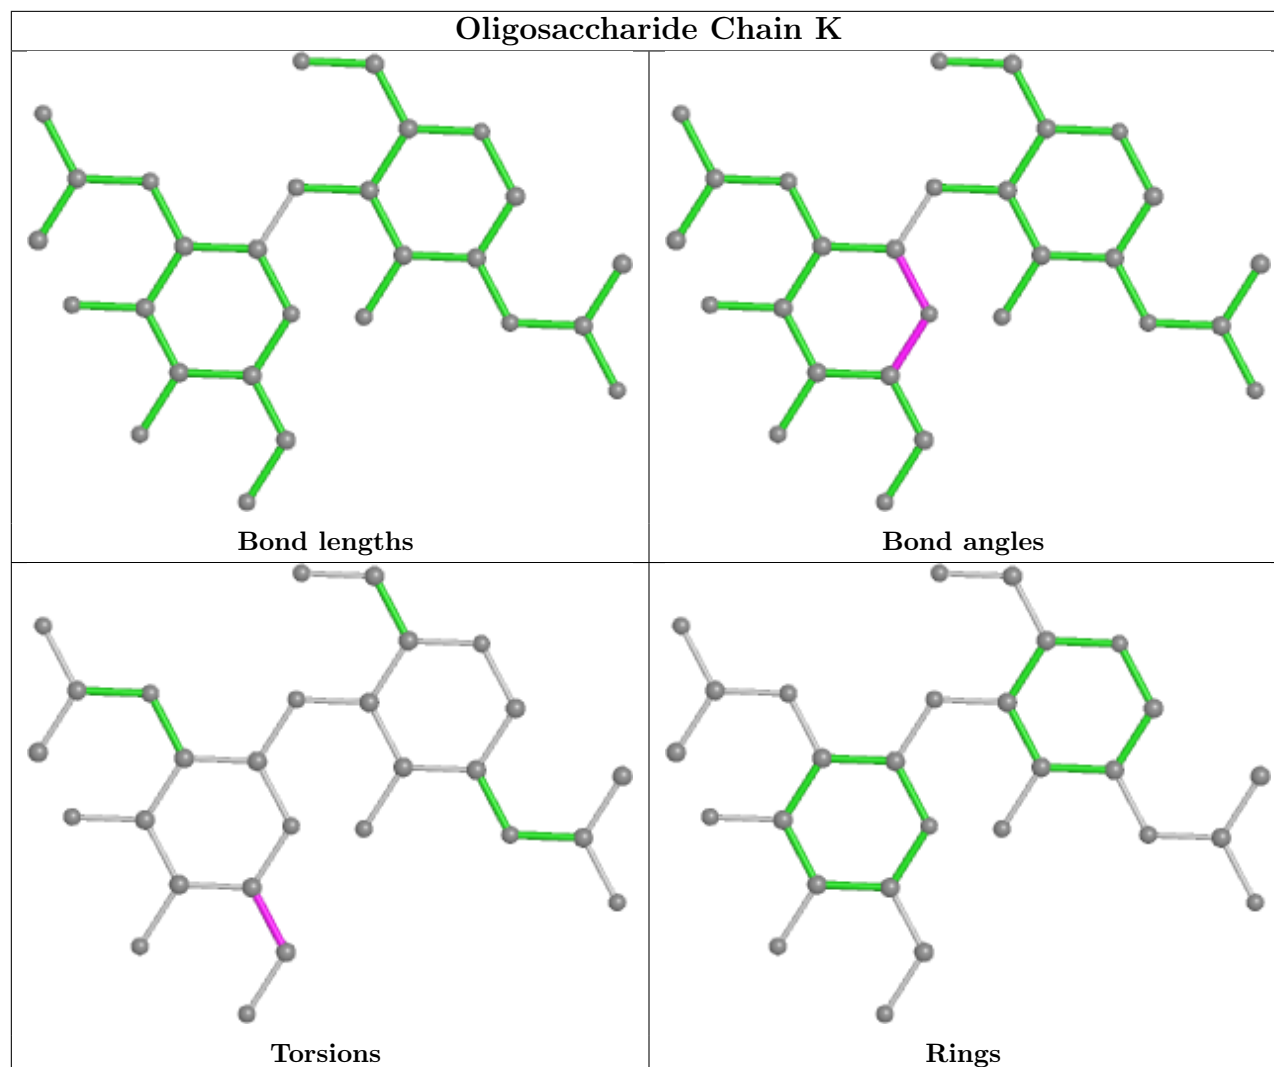 Oligosaccharide Chain K
Bond lengths
Bond angles
Torsions
Rings